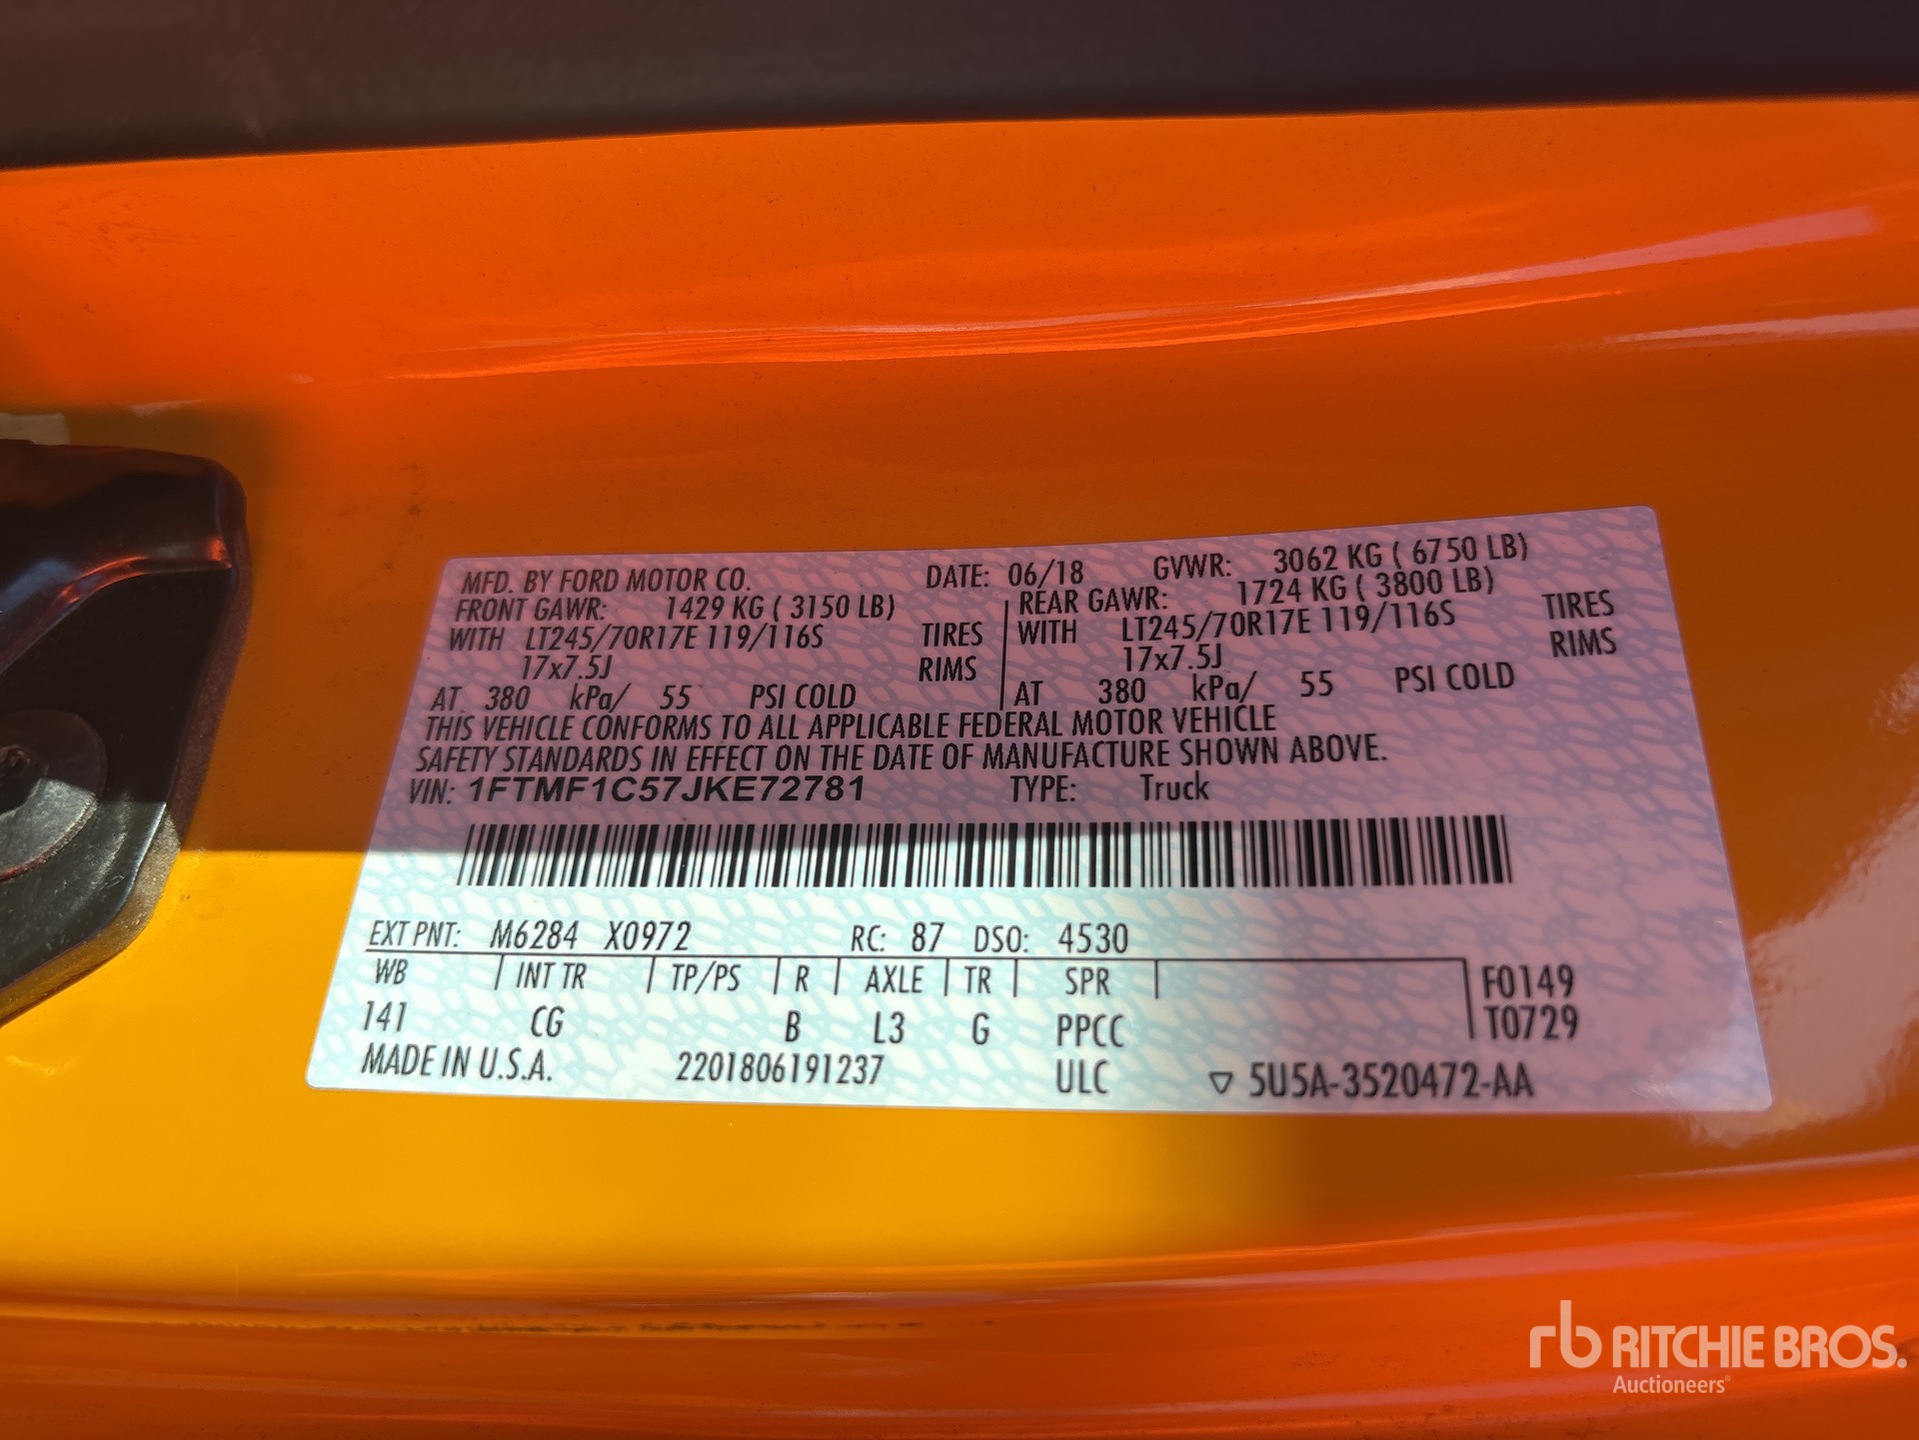 MFD. BY FORD MOTOR CO. DATE: 06/18 GVWR: 3062 KG ( 6750 LB)
FRONT GAWR: 1429 KG ( 3150 LB) REAR GAWR: 1724 KG ( 3800 LB)
WITH LT245/70R17E 119/116S TIRES WITH LT245/70R17E 119/116S TIRES
17x7.5J RIMS 17x7.5J RIMS
AT 380 kPa/ 55 PSI COLD AT 380 kPa/ 55 PSI COLD
THIS VEHICLE CONFORMS TO ALL APPLICABLE FEDERAL MOTOR VEHICLE
SAFETY STANDARDS IN EFFECT ON THE DATE OF MANUFACTURE SHOWN ABOVE.
VIN: 1FTMF1C57JKE72781 TYPE: Truck
EXT PNT: M6284 X0972 RC: 87 DSO: 4530
WB INT TR TP/PS R AXLE TR SPR F0149
141 CG B L3 G PPCC T0729
MADE IN U.S.A. 2201806191237 ULC ▽ 5U5A-3520472-AA
rb RITCHIE BROS.
Auctioneers®